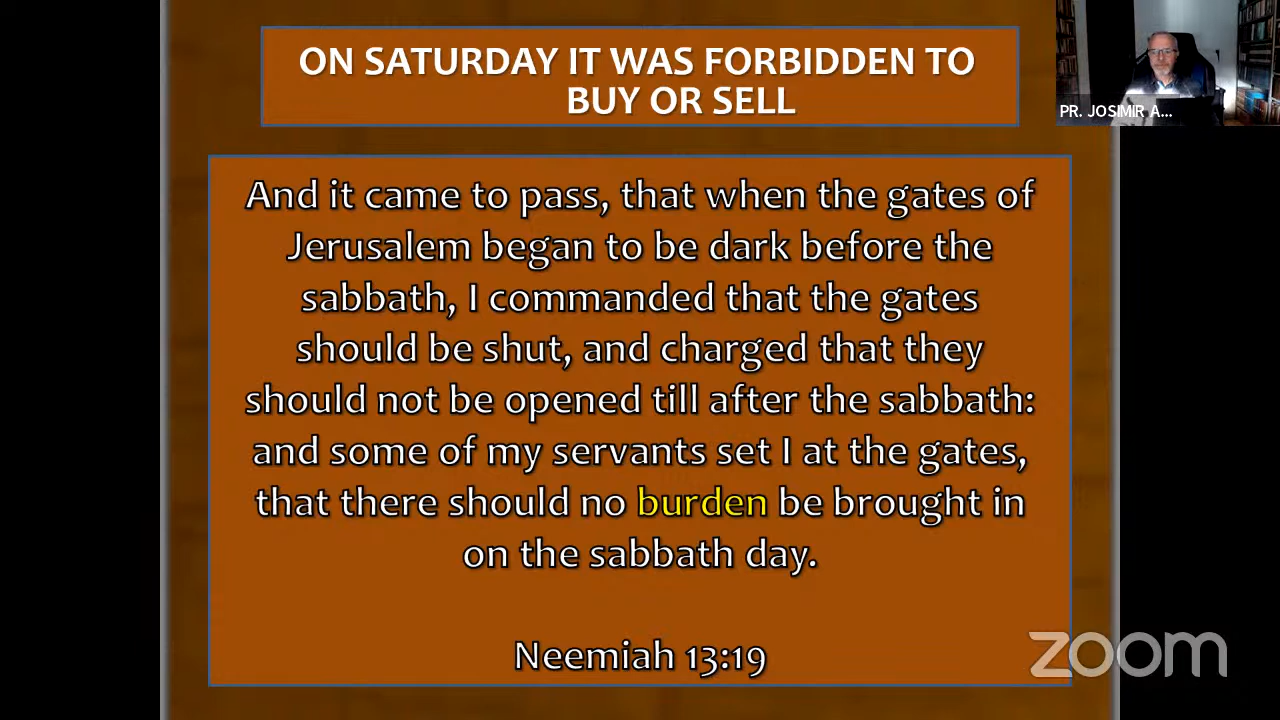 ON SATURDAY IT WAS FORBIDDEN TO
BUY OR SELL
PR. JOSIMIR A...
And it came to pass, that when the gates of
Jerusalem began to be dark before the
sabbath, I commanded that the gates
should be shut, and charged that they
should not be opened till after the sabbath:
and some of my servants set I at the gates,
that there should no burden be brought in
on the sabbath day.
Neemiah 13:19
zoom